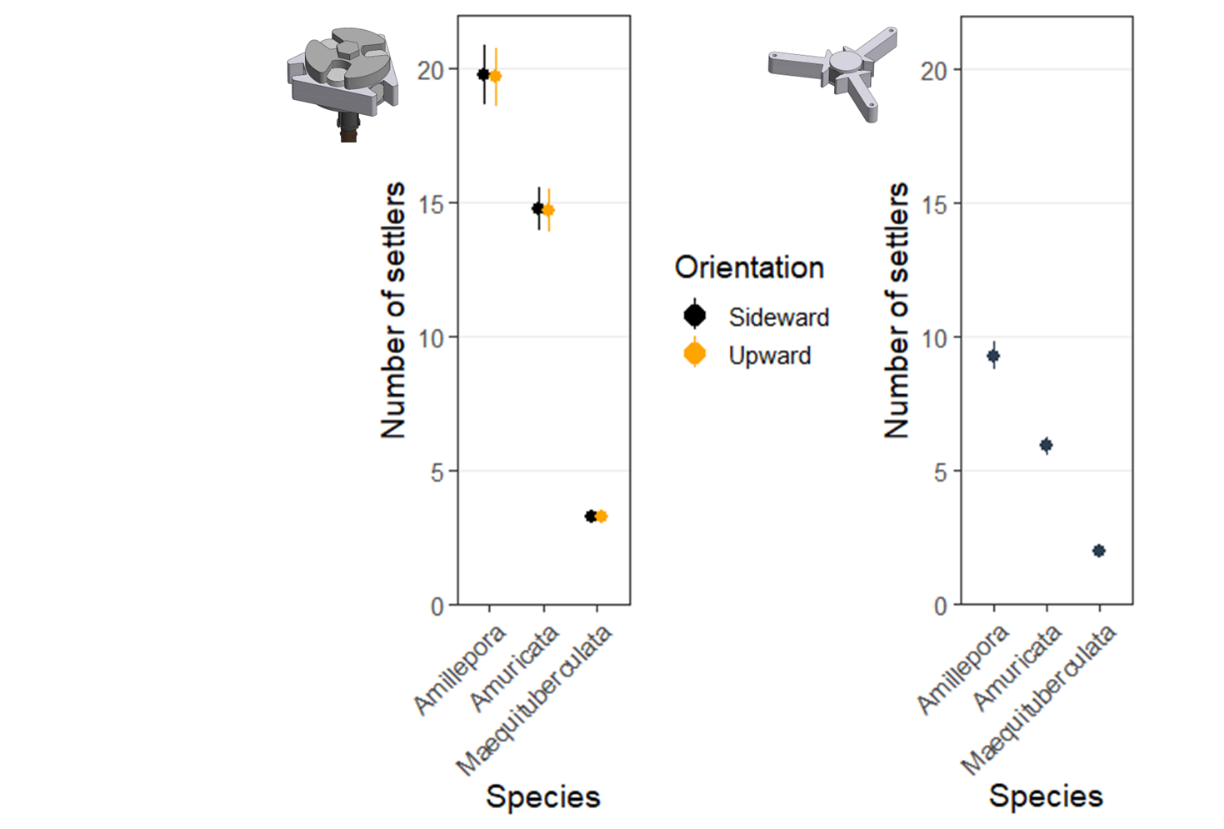 20
15
10
5
0
Number of settlers
Amillepora
Amuricata
Maequituberculata
Species
Orientation
Sideward
Upward
20
15
10
5
0
Number of settlers
Amillepora
Amuricata
Maequituberculata
Species